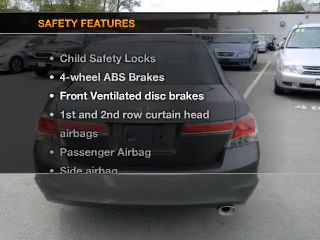 SAFETY FEATURES
• Child Safety Locks
• 4-wheel ABS Brakes
• Front Ventilated disc brakes
• 1st and 2nd row curtain head
airbags
• Passenger Airbag
• Side airbag